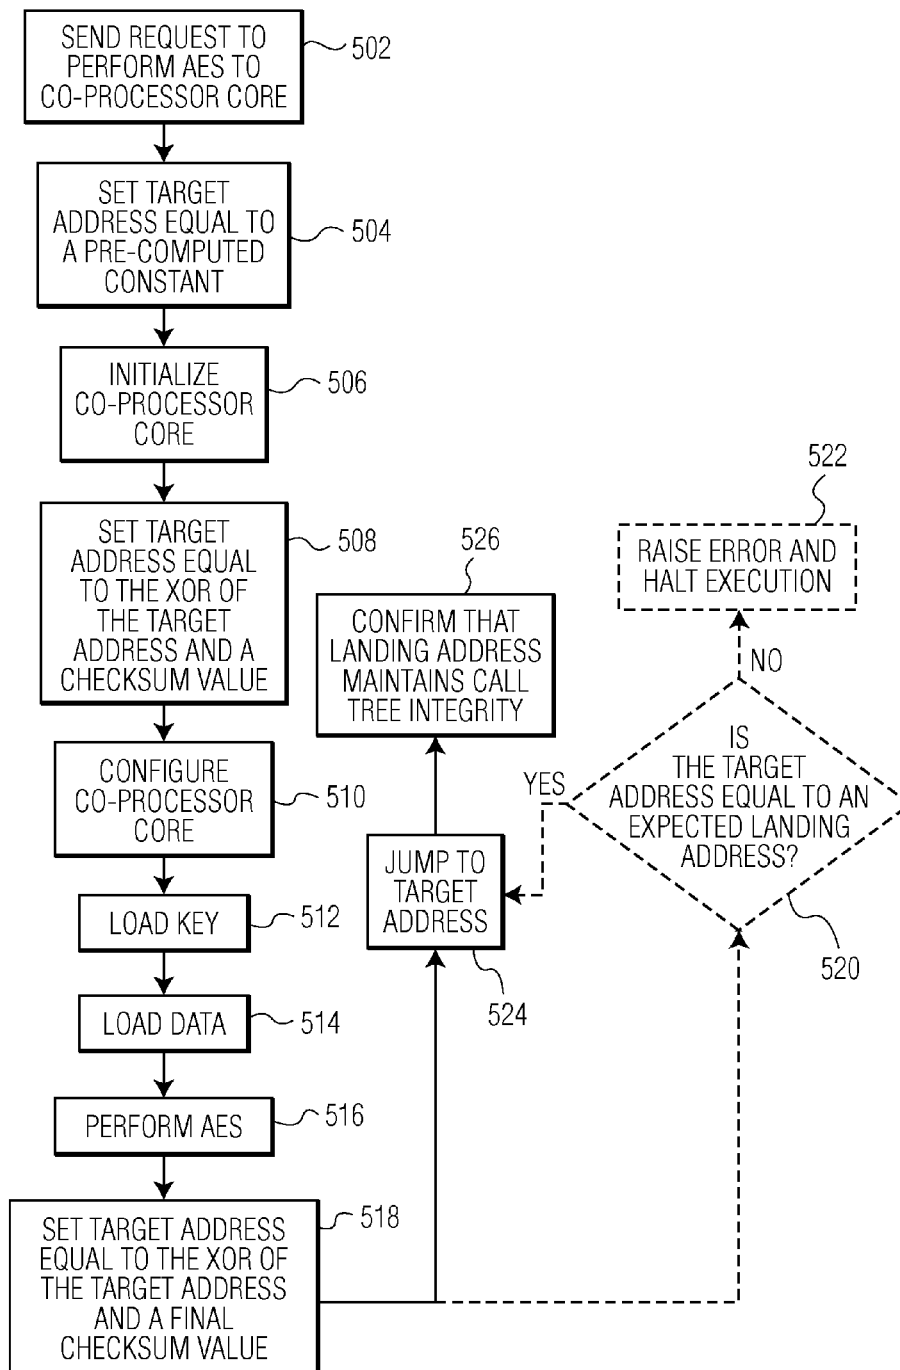 SEND REQUEST TO
PERFORM AES TO
CO-PROCESSOR CORE
502
SET TARGET
ADDRESS EQUAL TO
A PRE-COMPUTED
CONSTANT
504
INITIALIZE
CO-PROCESSOR
CORE
506
SET TARGET
ADDRESS EQUAL
TO THE XOR OF
THE TARGET
ADDRESS AND A
CHECKSUM VALUE
508
CONFIGURE
CO-PROCESSOR
CORE
510
LOAD KEY
512
LOAD DATA
514
PERFORM AES
516
SET TARGET ADDRESS
EQUAL TO THE XOR OF
THE TARGET ADDRESS
AND A FINAL
CHECKSUM VALUE
518
526
CONFIRM THAT
LANDING ADDRESS
MAINTAINS CALL
TREE INTEGRITY
JUMP TO
TARGET
ADDRESS
524
522
RAISE ERROR AND
HALT EXECUTION
NO
YES
IS
THE TARGET
ADDRESS EQUAL TO AN
EXPECTED LANDING
ADDRESS?
520